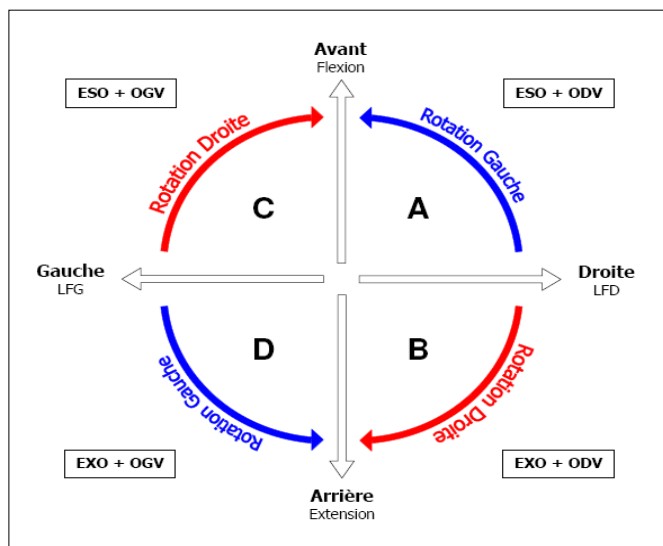 Avant
Flexion
ESO + OGV
ESO + ODV
Rotation Droite
Rotation Gauche
C
A
Gauche
LFG
Droite
LFD
D
B
Rotation Gauche
Rotation Droite
EXO + OGV
EXO + ODV
Arrière
Extension